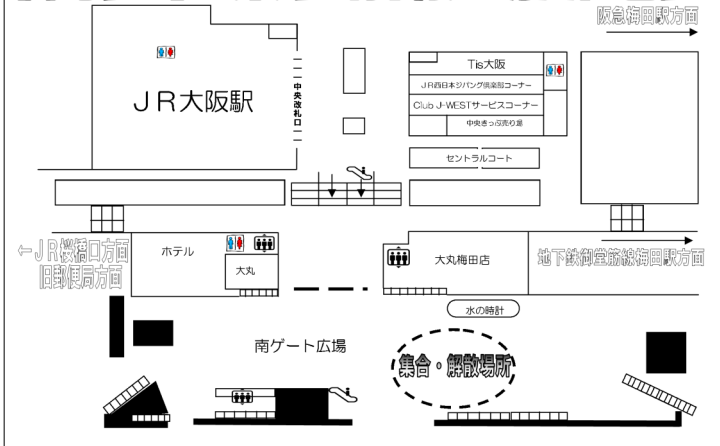 阪急梅田駅方面
JR大阪駅
中央改札口
Tis大阪
JR西日本ジパング倶楽部コーナー
Club J-WESTサービスコーナー
中央きっぷ売り場
セントラルコート
←JR桜橋口方面
旧郵便局方面
ホテル
大丸
大丸梅田店
地下鉄御堂筋線梅田駅方面
水の時計
南ゲート広場
集合・解散場所